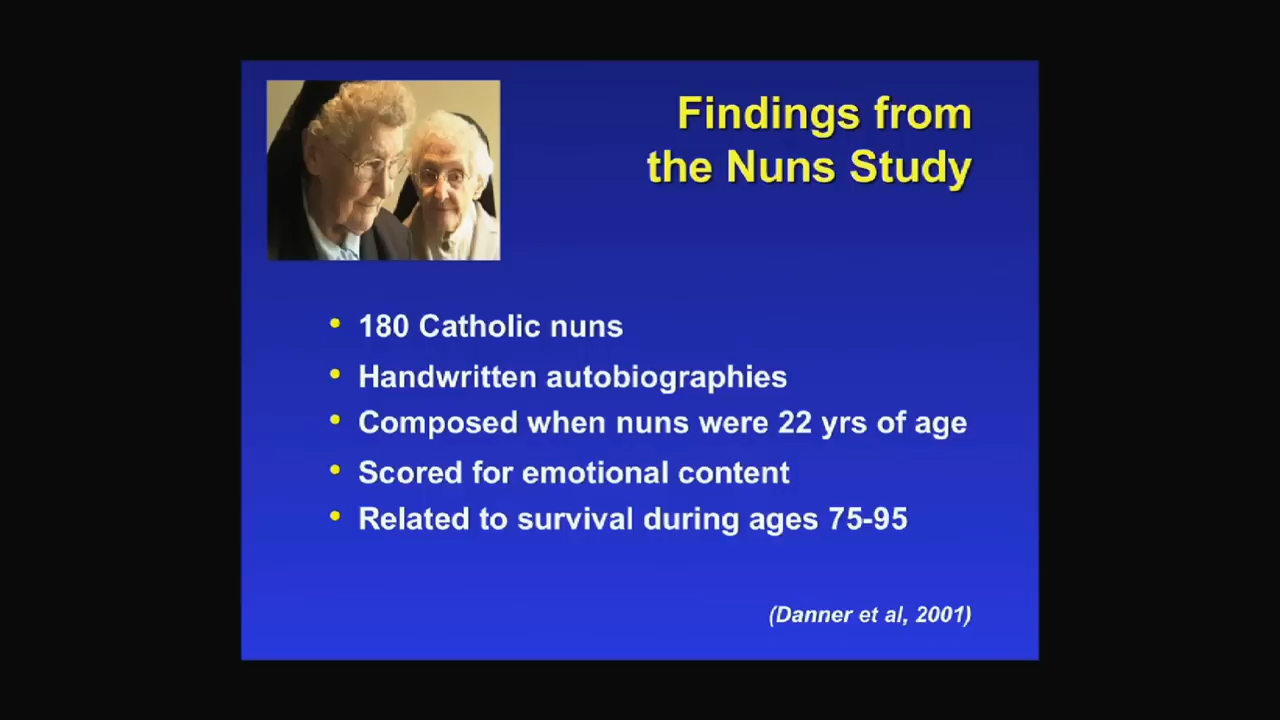 Findings from
the Nuns Study
• 180 Catholic nuns
• Handwritten autobiographies
• Composed when nuns were 22 yrs of age
• Scored for emotional content
• Related to survival during ages 75-95
(Danner et al, 2001)